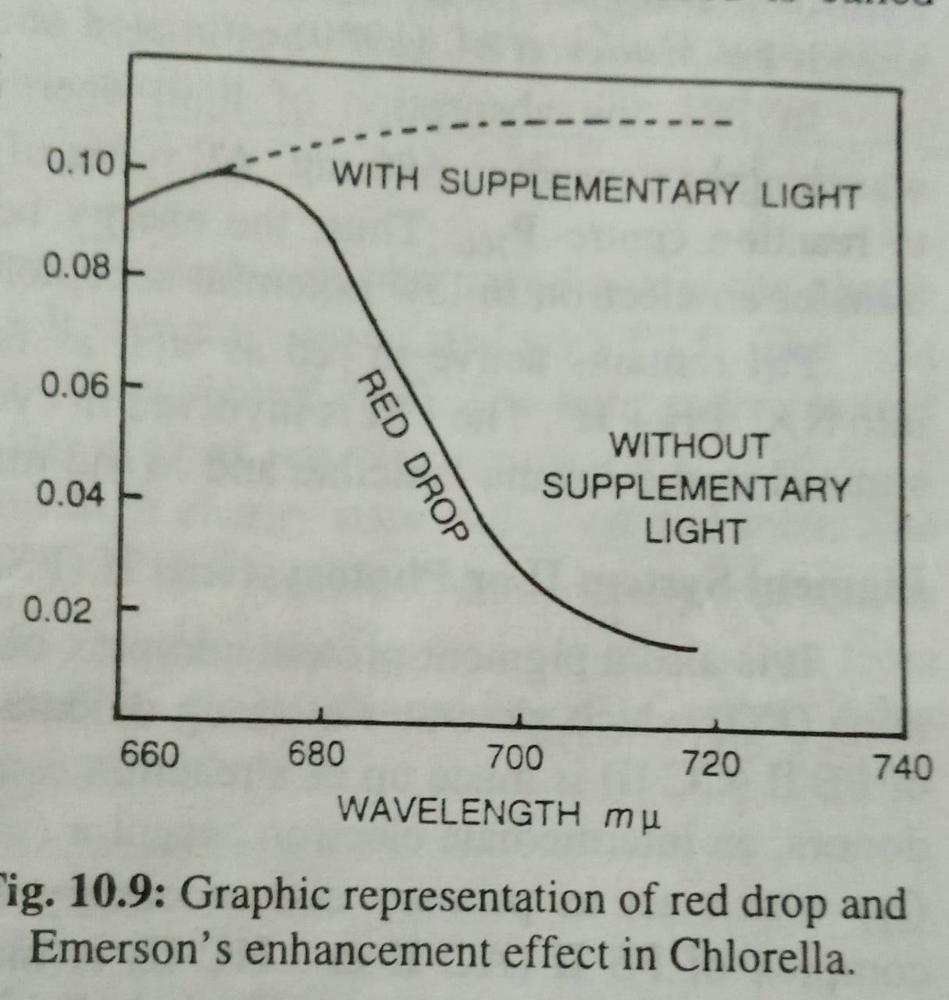 0.10
WITH SUPPLEMENTARY LIGHT
0.08
0.06
RED DROP
WITHOUT
SUPPLEMENTARY
LIGHT
0.04
0.02
660 680 700 720 740
WAVELENGTH mμ
ig. 10.9: Graphic representation of red drop and
Emerson's enhancement effect in Chlorella.